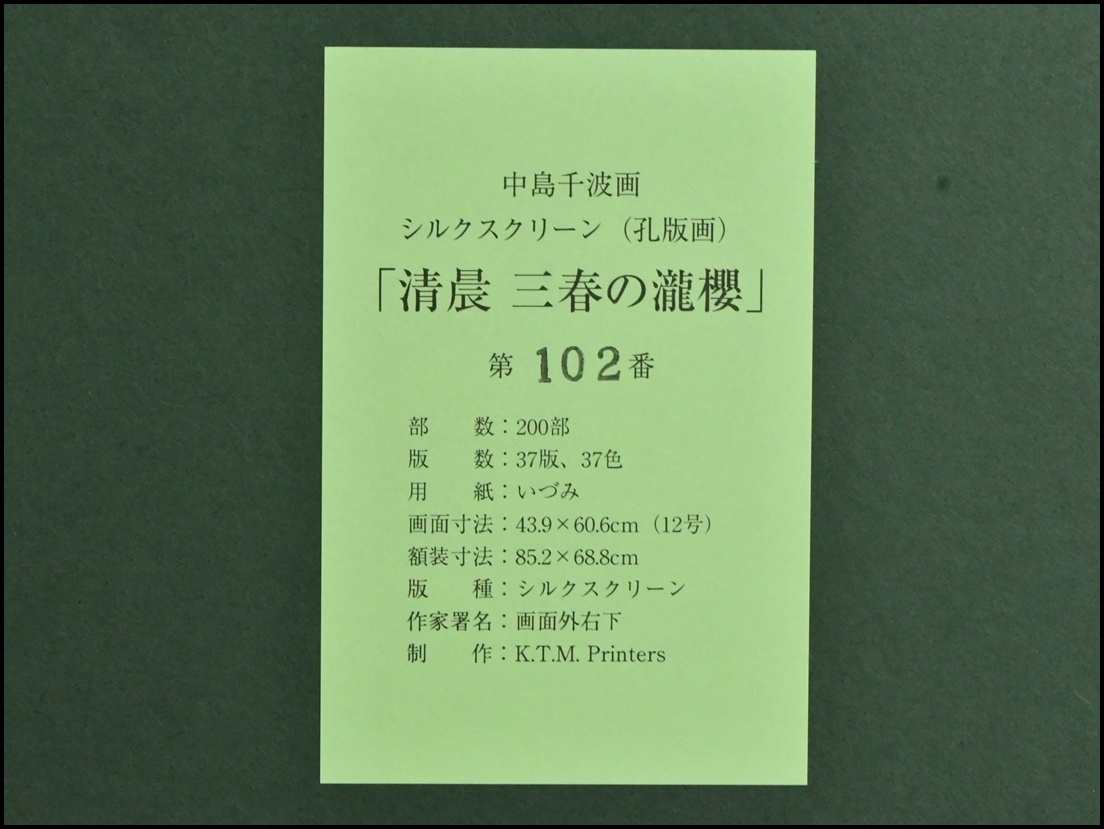 中島千波画
シルクスクリーン（孔版画）
「清晨 三春の瀧櫻」
第 102番
部　　数：200部
版　　数：37版、37色
用　　紙：いづみ
画面寸法：43.9×60.6cm（12号）
額装寸法：85.2×68.8cm
版　　種：シルクスクリーン
作家署名：画面外右下
制　　作：K.T.M. Printers